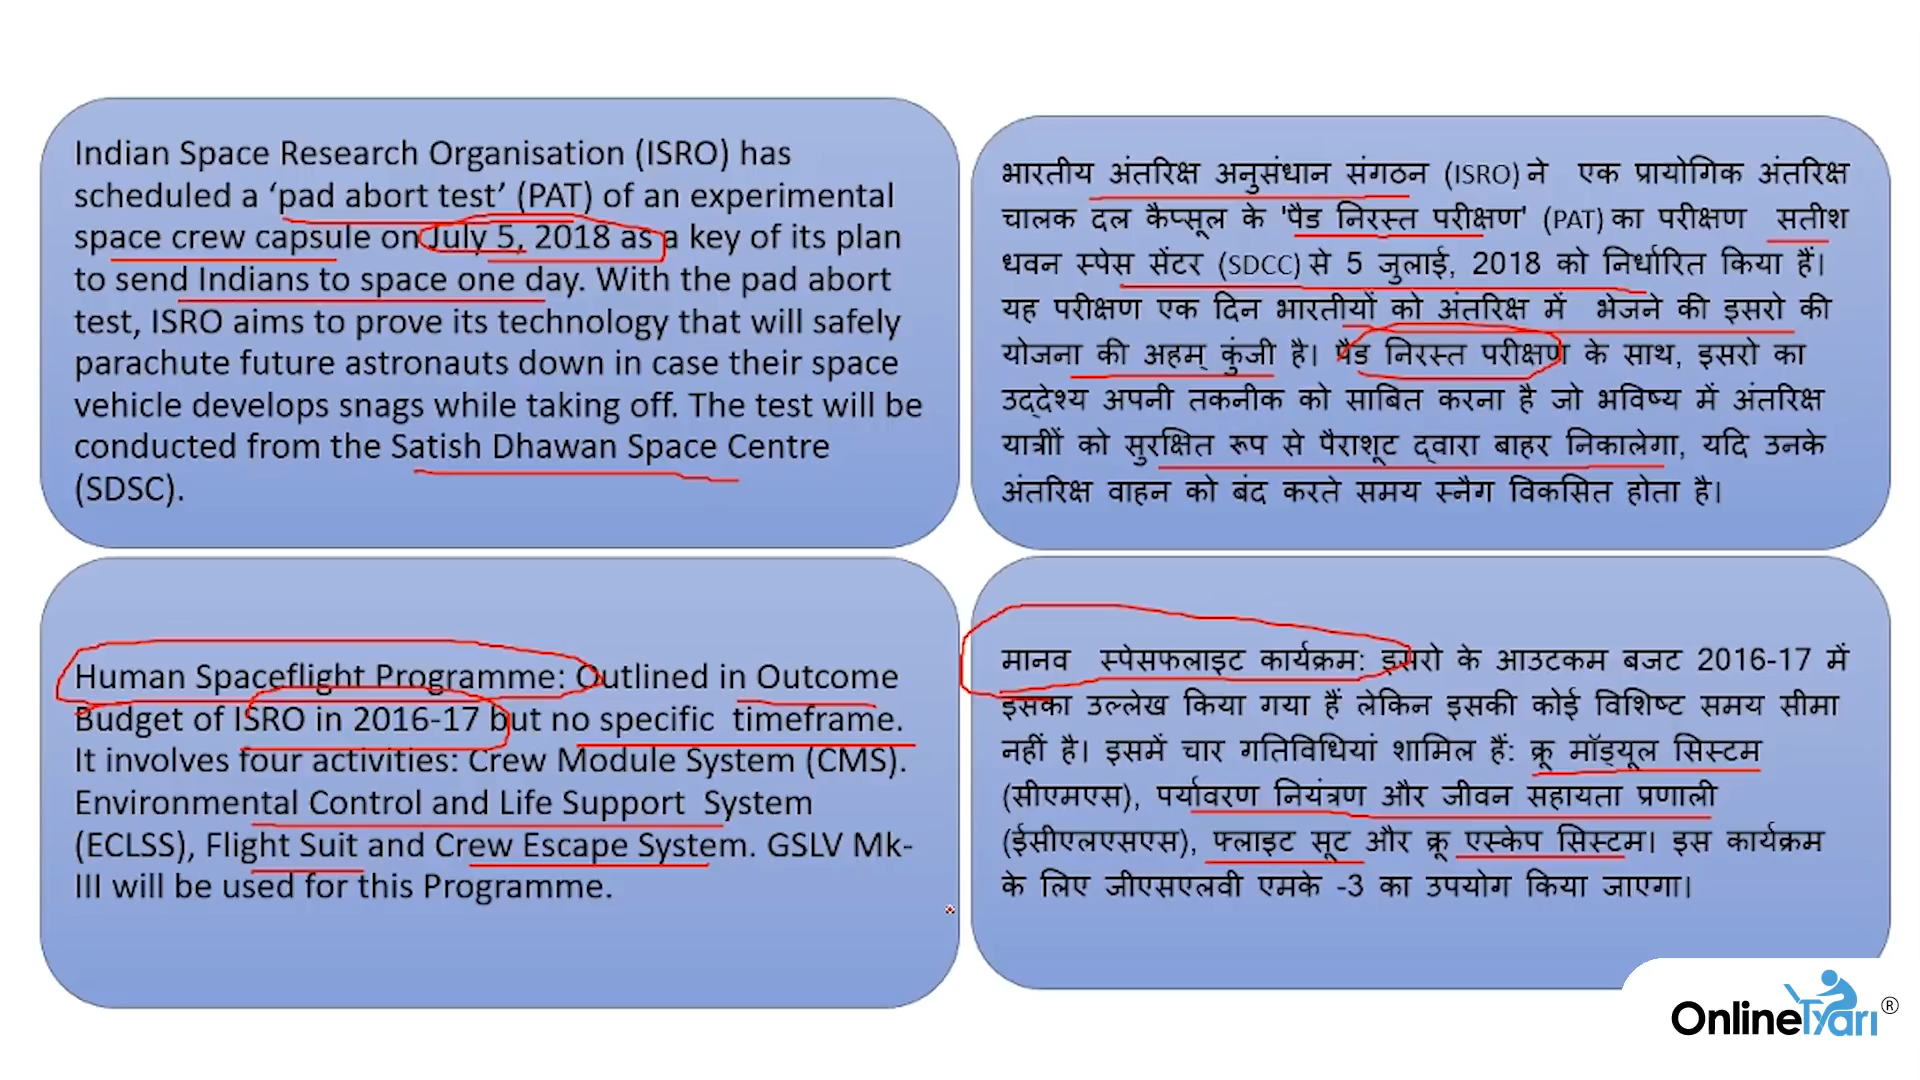 Indian Space Research Organisation (ISRO) has
scheduled a ‘pad abort test’ (PAT) of an experimental
space crew capsule on July 5, 2018 as a key of its plan
to send Indians to space one day. With the pad abort
test, ISRO aims to prove its technology that will safely
parachute future astronauts down in case their space
vehicle develops snags while taking off. The test will be
conducted from the Satish Dhawan Space Centre
(SDSC).
भारतीय अंतरिक्ष अनुसंधान संगठन (ISRO) ने एक प्रायोगिक अंतरिक्ष
चालक दल कैप्सूल के 'पैड निरस्त परीक्षण' (PAT) का परीक्षण सतीश
धवन स्पेस सेंटर (SDCC) से 5 जुलाई, 2018 को निर्धारित किया हैं।
यह परीक्षण एक दिन भारतीयों को अंतरिक्ष में भेजने की इसरो की
योजना की अहम् कुंजी है। पैड निरस्त परीक्षण के साथ, इसरो का
उद्देश्य अपनी तकनीक को साबित करना है जो भविष्य में अंतरिक्ष
यात्रीों को सुरक्षित रूप से पैराशूट द्वारा बाहर निकालेगा, यदि उनके
अंतरिक्ष वाहन को बंद करते समय स्नैग विकसित होता है।
Human Spaceflight Programme: Outlined in Outcome
Budget of ISRO in 2016-17 but no specific timeframe.
It involves four activities: Crew Module System (CMS).
Environmental Control and Life Support System
(ECLSS), Flight Suit and Crew Escape System. GSLV Mk-
III will be used for this Programme.
मानव स्पेसफलाइट कार्यक्रम: इसरो के आउटकम बजट 2016-17 में
इसका उल्लेख किया गया हैं लेकिन इसकी कोई विशिष्ट समय सीमा
नहीं है। इसमें चार गतिविधियां शामिल हैं: क्रू मॉड्यूल सिस्टम
(सीएमएस), पर्यावरण नियंत्रण और जीवन सहायता प्रणाली
(ईसीएलएसएस), फ्लाइट सूट और क्रू एस्केप सिस्टम। इस कार्यक्रम
के लिए जीएसएलवी एमके -3 का उपयोग किया जाएगा।
OnlineTyari ®